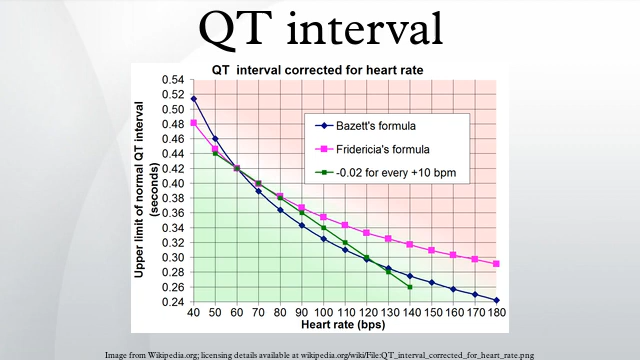 QT interval
QT  interval corrected for heart rate
Upper limit of normal QT interval
(seconds)
0.54
0.52
0.50
0.48
0.46
0.44
0.42
0.40
0.38
0.36
0.34
0.32
0.30
0.28
0.26
0.24
Bazett's formula
Fridericia's formula
-0.02 for every +10 bpm
40 50 60 70 80 90 100 110 120 130 140 150 160 170 180
Heart rate (bps)
Image from Wikipedia.org; licensing details available at wikipedia.org/wiki/File:QT_interval_corrected_for_heart_rate.png